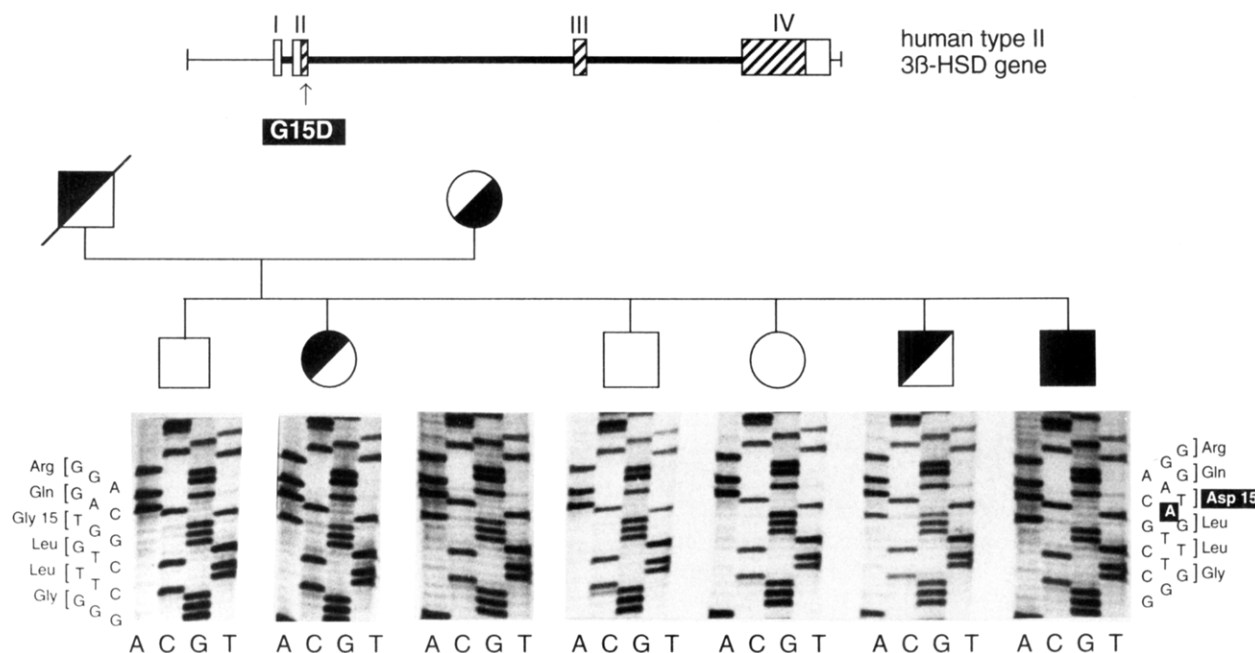 I II III IV
human type II
3ß-HSD gene
G15D
Arg [G
G
A
Gln [G
A
C
Gly 15 [T
G
G
Leu [G
T
C
Leu [T
T
C
Gly [G
G
G
G] Arg
G
A
G] Gln
A
C
T] Asp 15
A
G
G] Leu
T
C
T] Leu
T
C
G] Gly
G
G
A C G T A C G T A C G T A C G T A C G T A C G T A C G T